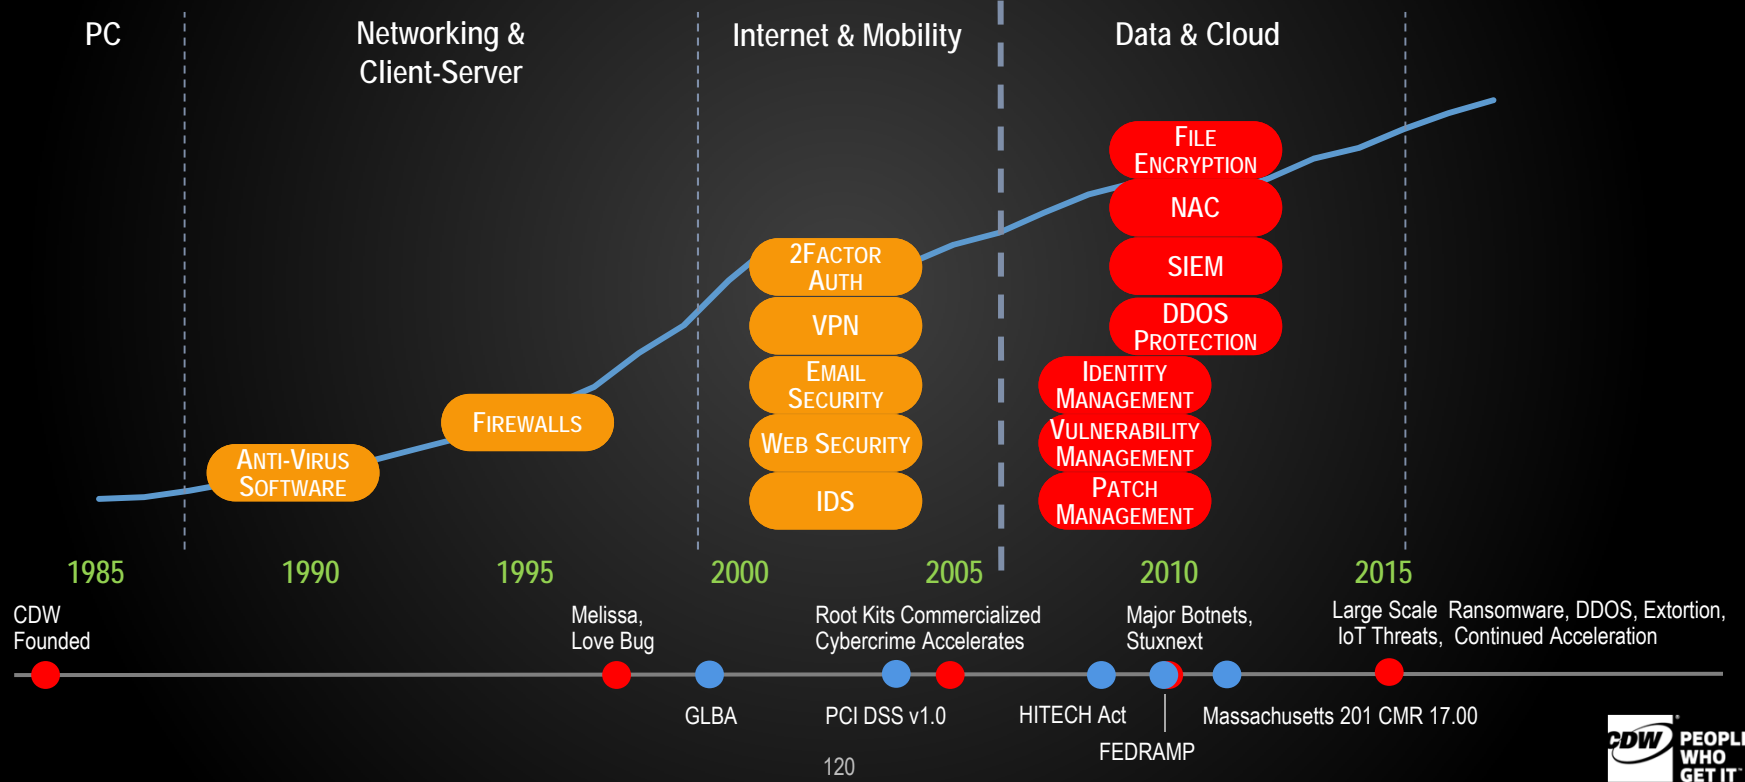 PC
Networking &
Client-Server
Internet & Mobility
Data & Cloud
FILE
ENCRYPTION
NAC
SIEM
DDOS
PROTECTION
IDENTITY
MANAGEMENT
VULNERABILITY
MANAGEMENT
PATCH
MANAGEMENT
2FACTOR
AUTH
VPN
EMAIL
SECURITY
WEB SECURITY
IDS
FIREWALLS
ANTI-VIRUS
SOFTWARE
1985
1990
1995
2000
2005
2010
2015
CDW
Founded
Melissa,
Love Bug
Root Kits Commercialized
Cybercrime Accelerates
Major Botnets,
Stuxnext
Large Scale Ransomware, DDOS, Extortion,
IoT Threats, Continued Acceleration
GLBA
PCI DSS v1.0
HITECH Act
Massachusetts 201 CMR 17.00
FEDRAMP
120
CDW
PEOPLE
WHO
GET IT